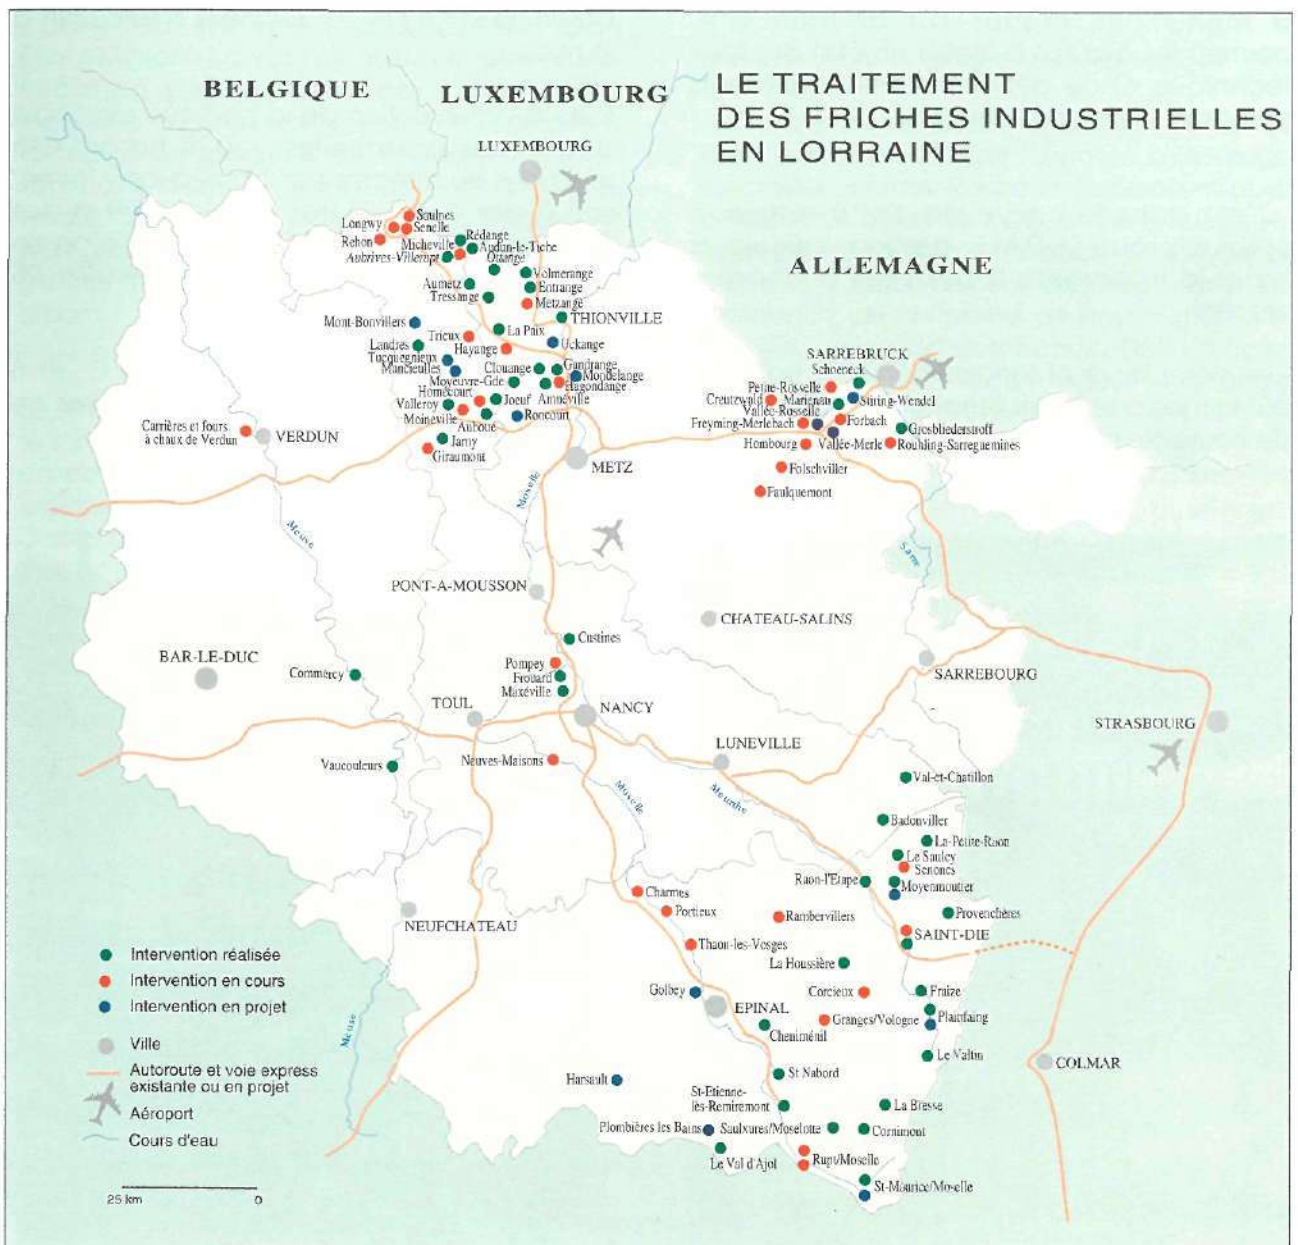 BELGIQUE
LUXEMBOURG
LE TRAITEMENT
DES FRICHES INDUSTRIELLES
EN LORRAINE
LUXEMBOURG
ALLEMAGNE
Saulnes
Longwy
Senelle
Rehon
Rédange
Micheville
Audun-le-Tiche
Aubrives-Villerupt
Ottange
Volmerange
Aumetz
Entrange
Tressange
Metzange
THIONVILLE
Mont-Bonvillers
La Paix
Trieux
Uckange
Landres
Hayange
Tucquegnieux
Mancieulles
Clouange
Gandrange
Mondelange
Moyeuvre-Gde
Hagondange
Homécourt
Joeuf
Amnéville
Valleroy
Moineville
Roncourt
Auboué
Jarny
Giraumont
Carrières et fours
à chaux de Verdun
VERDUN
METZ
SARREBRUCK
Schoeneck
Petite-Rosselle
Creutzwald
Marienau
Stiring-Wendel
Vallée-Rosselle
Freyming-Merlebach
Forbach
Grosbliederstroff
Hombourg
Vallée-Merle
Rouhling-Sarreguemines
Folschviller
Faulquemont
Moselle
Meuse
Sarre
PONT-A-MOUSSON
CHATEAU-SALINS
Custines
BAR-LE-DUC
Commercy
Pompey
Frouard
Maxéville
SARREBOURG
TOUL
NANCY
STRASBOURG
LUNEVILLE
Vaucouleurs
Neuves-Maisons
Moselle
Meurthe
Val-et-Chatillon
Badonviller
La-Petite-Raon
Le Saulcy
Senones
Raon-l'Etape
Moyenmoutier
Charmes
Portieux
Rambervillers
Provenchères
NEUFCHATEAU
SAINT-DIE
Thaon-les-Vosges
La Houssière
Golbey
Corcieux
Fraize
EPINAL
Granges/Vologne
Plainfaing
Cheniménil
Le Valtin
COLMAR
St Nabord
Harsault
St-Etienne-
lès-Remiremont
La Bresse
Plombières les Bains
Saulxures/Moselotte
Cornimont
Le Val d'Ajol
Rupt/Moselle
St-Maurice/Moselle
Meuse
Intervention réalisée
Intervention en cours
Intervention en projet
Ville
Autoroute et voie express
existante ou en projet
Aéroport
Cours d'eau
25 km
0